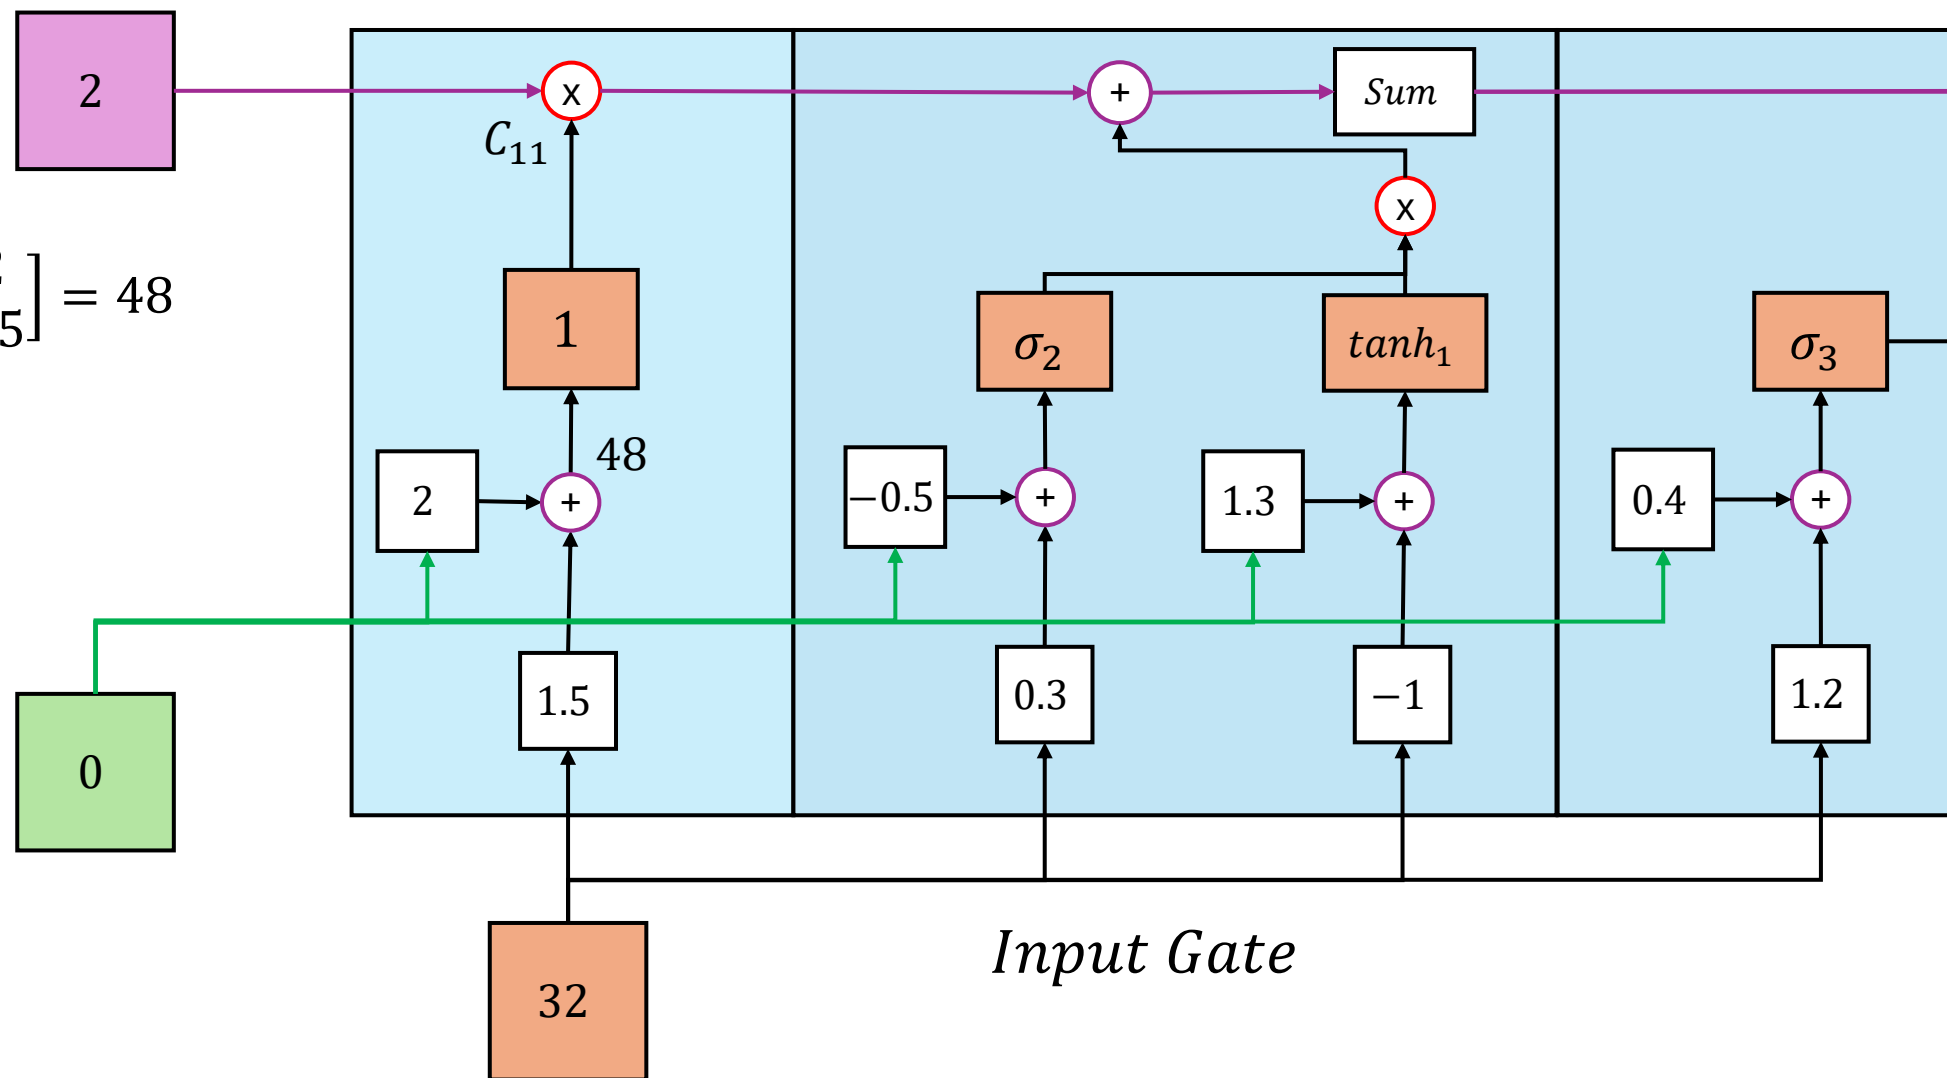 2
x
+
Sum
C₁₁
x
5] = 48
1
σ₂
tanh₁
σ₃
48
2
+
−0.5
+
1.3
+
0.4
+
1.5
0.3
−1
1.2
0
Input Gate
32